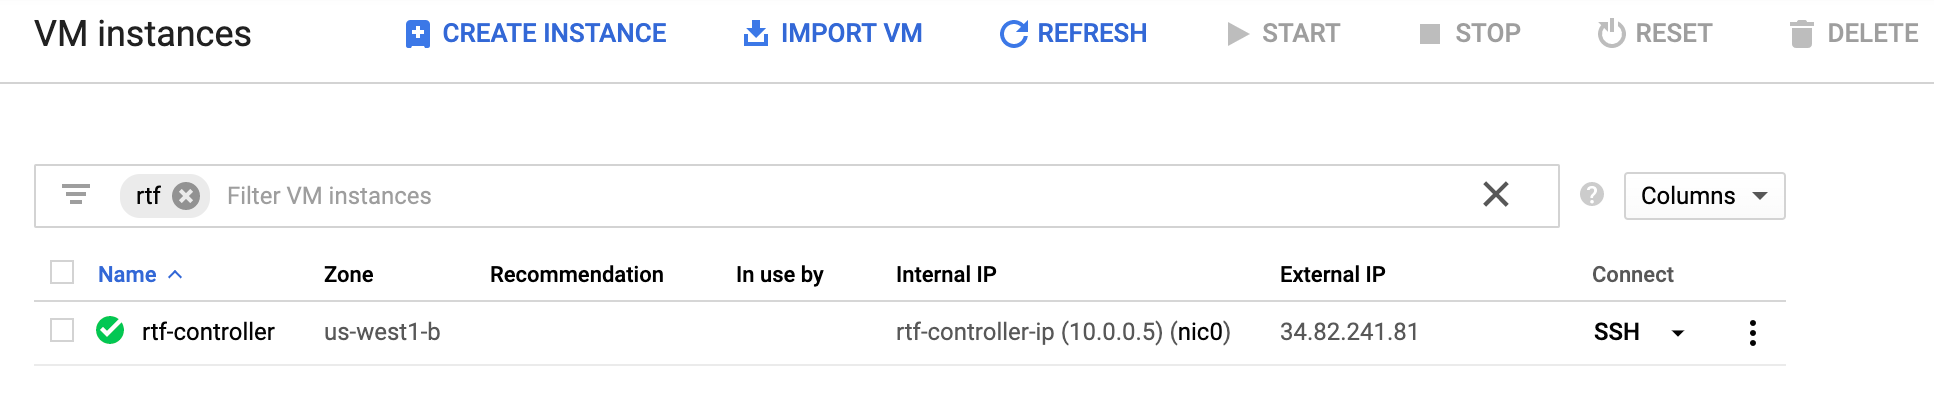 VM instances CREATE INSTANCE IMPORT VM REFRESH START STOP RESET DELETE
rtf Filter VM instances ? Columns
Name Zone Recommendation In use by Internal IP External IP Connect
rtf-controller us-west1-b rtf-controller-ip (10.0.0.5) (nic0) 34.82.241.81 SSH